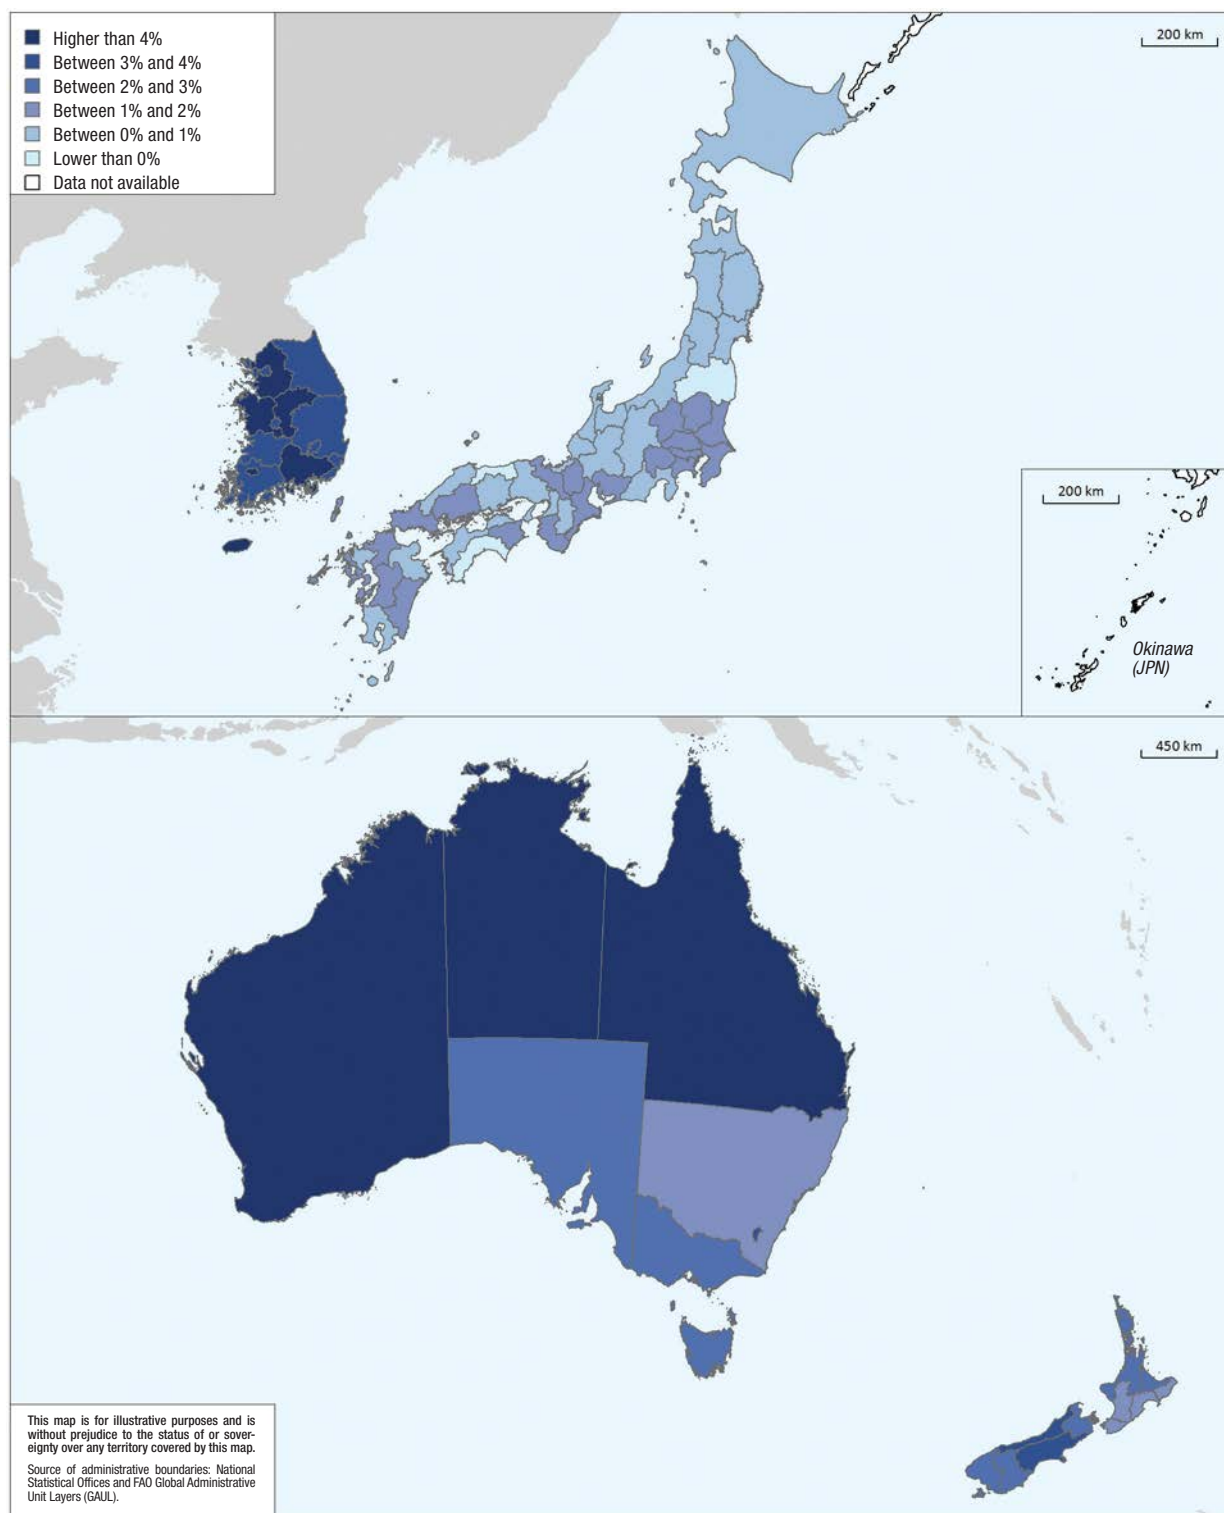 Higher than 4%
Between 3% and 4%
Between 2% and 3%
Between 1% and 2%
Between 0% and 1%
Lower than 0%
Data not available
200 km
200 km
Okinawa
(JPN)
450 km
This map is for illustrative purposes and is
without prejudice to the status of or sover-
eignty over any territory covered by this map.
Source of administrative boundaries: National
Statistical Offices and FAO Global Administrative
Unit Layers (GAUL).